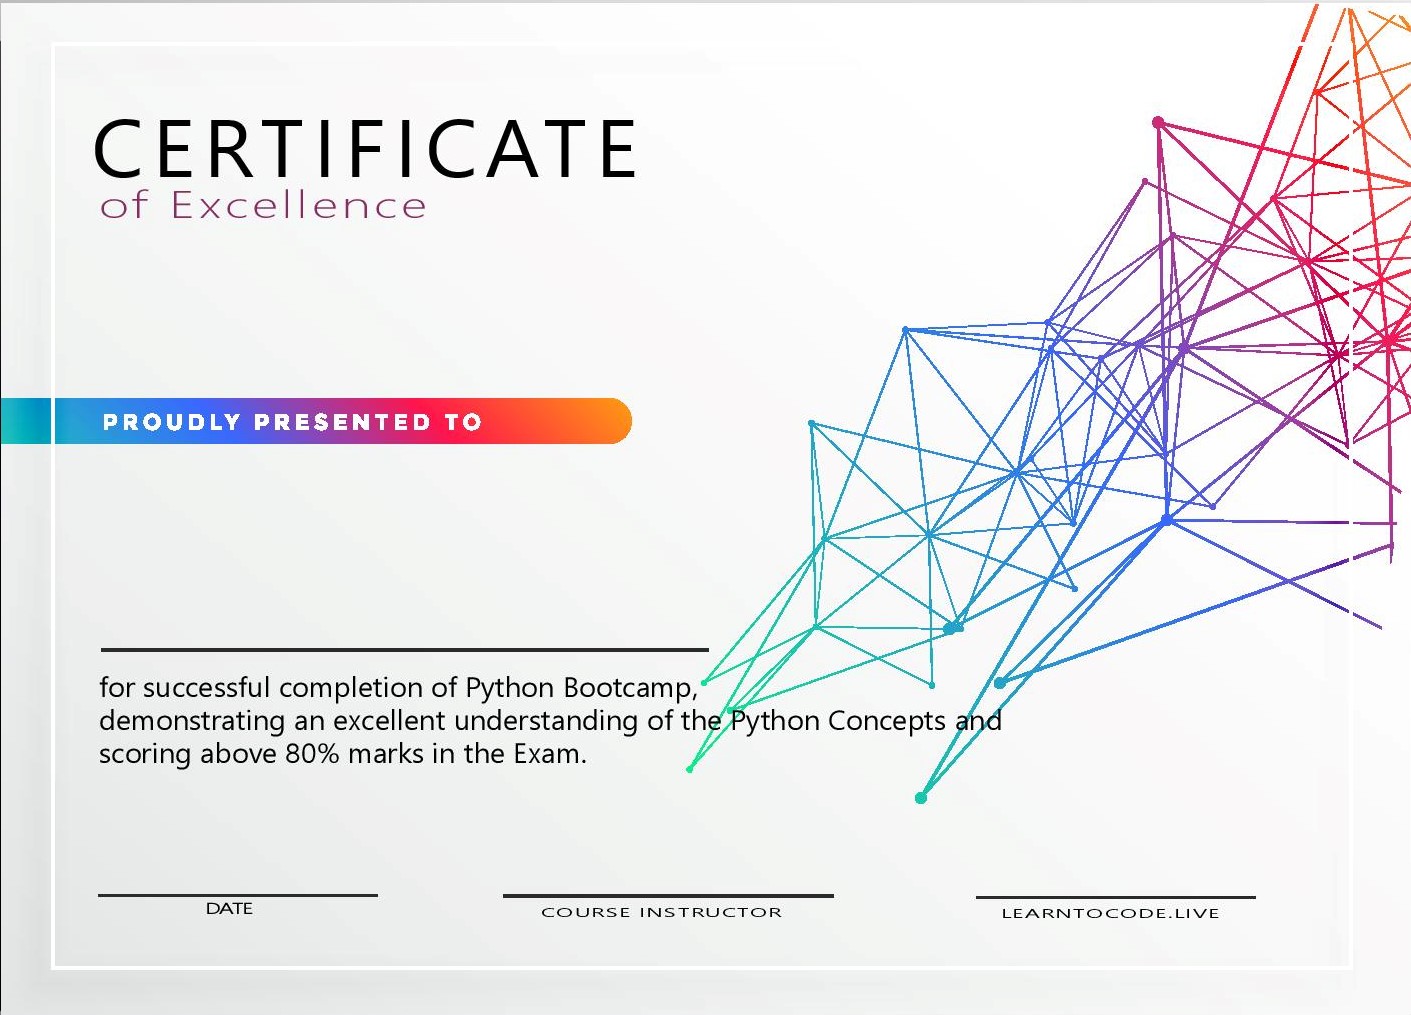 CERTIFICATE
of Excellence
PROUDLY PRESENTED TO
for successful completion of Python Bootcamp,
demonstrating an excellent understanding of the Python Concepts and
scoring above 80% marks in the Exam.
DATE
COURSE INSTRUCTOR
LEARNTOCODE.LIVE